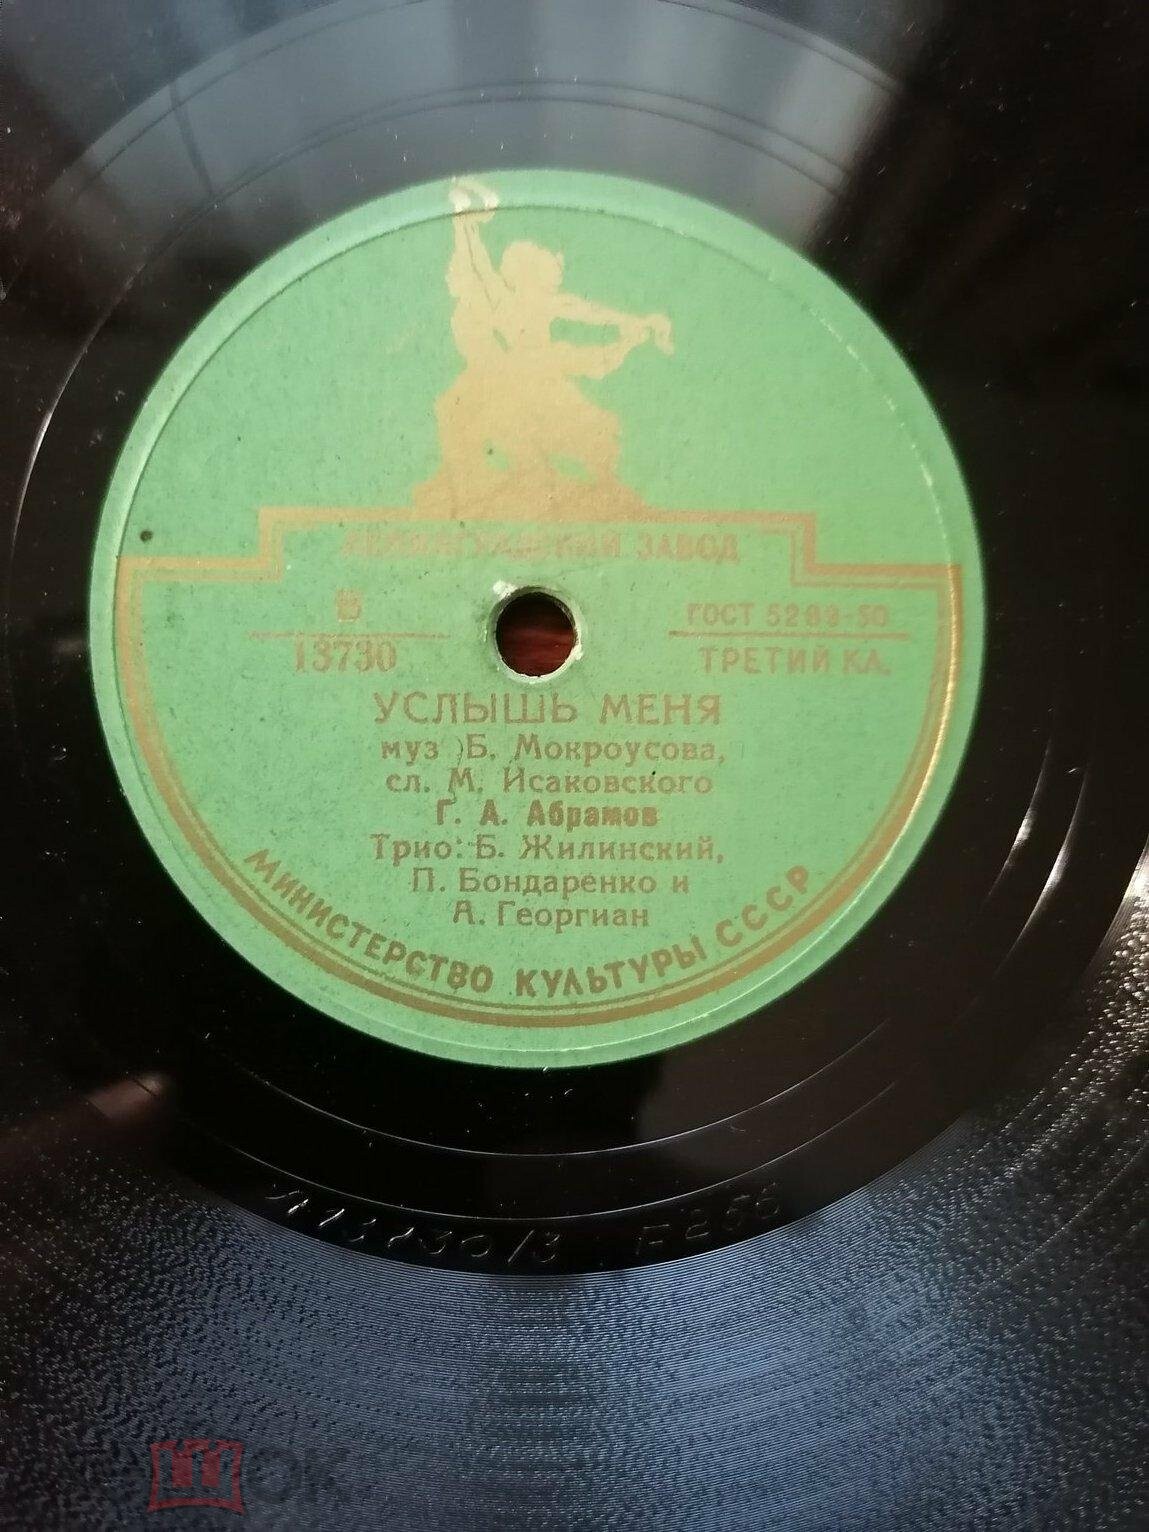 ЛЕНИНГРАДСКИЙ ЗАВОД
13730
ГОСТ 5289-50
ТРЕТИЙ КЛ.
УСЛЫШЬ МЕНЯ
муз Б. Мокроусова,
сл. М. Исаковского
Г. А. Абрамов
Трио: Б. Жилинский,
П. Бондаренко и
А. Георгиан
МИНИСТЕРСТВО КУЛЬТУРЫ СССР